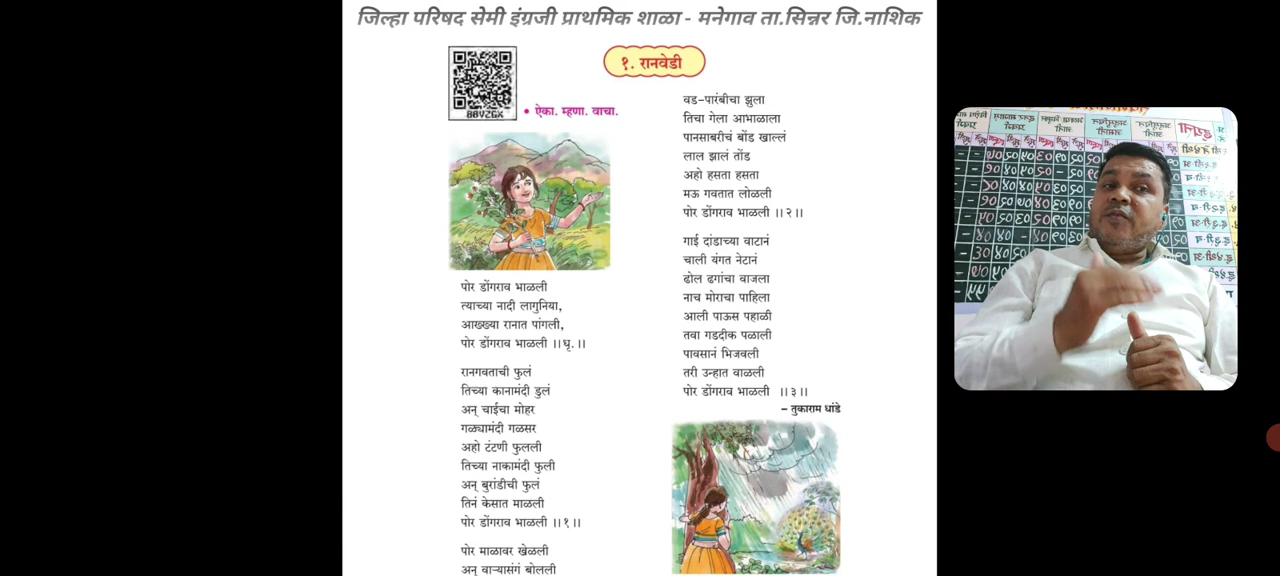 जिल्हा परिषद सेमी इंग्रजी प्राथमिक शाळा - मनेगाव ता.सिन्नर जि.नाशिक
१. रानवेडी
88VZGX
• ऐका. म्हणा. वाचा.
पोर डोंगराव भाळली
त्याच्या नादी लागुनिया,
आख्ख्या रानात पांगली,
पोर डोंगराव भाळली ।।धृ.।।
रानगवताची फुलं
तिच्या कानामंदी डुलं
अन् चाईचा मोहर
गळ्यामंदी गळसर
अहो टंटणी फुलली
तिच्या नाकामंदी फुली
अन् बुरांडीची फुलं
तिनं केसात माळली
पोर डोंगराव भाळली ।।१।।
पोर माळावर खेळली
अन् वाऱ्यासंगं बोलली
वड-पारंबीचा झुला
तिचा गेला आभाळाला
पानसाबरीचं बोंड खाल्लं
लाल झालं तोंड
अहो हसता हसता
मऊ गवतात लोळली
पोर डोंगराव भाळली ।।२।।
गाई दांडाच्या वाटानं
चाली यंगत नेटानं
ढोल ढगांचा वाजला
नाच मोराचा पाहिला
आली पाऊस पहाळी
तवा गडदीक पळाली
पावसानं भिजवली
तरी उन्हात वाळली
पोर डोंगराव भाळली ।।३।।
– तुकाराम धांडे